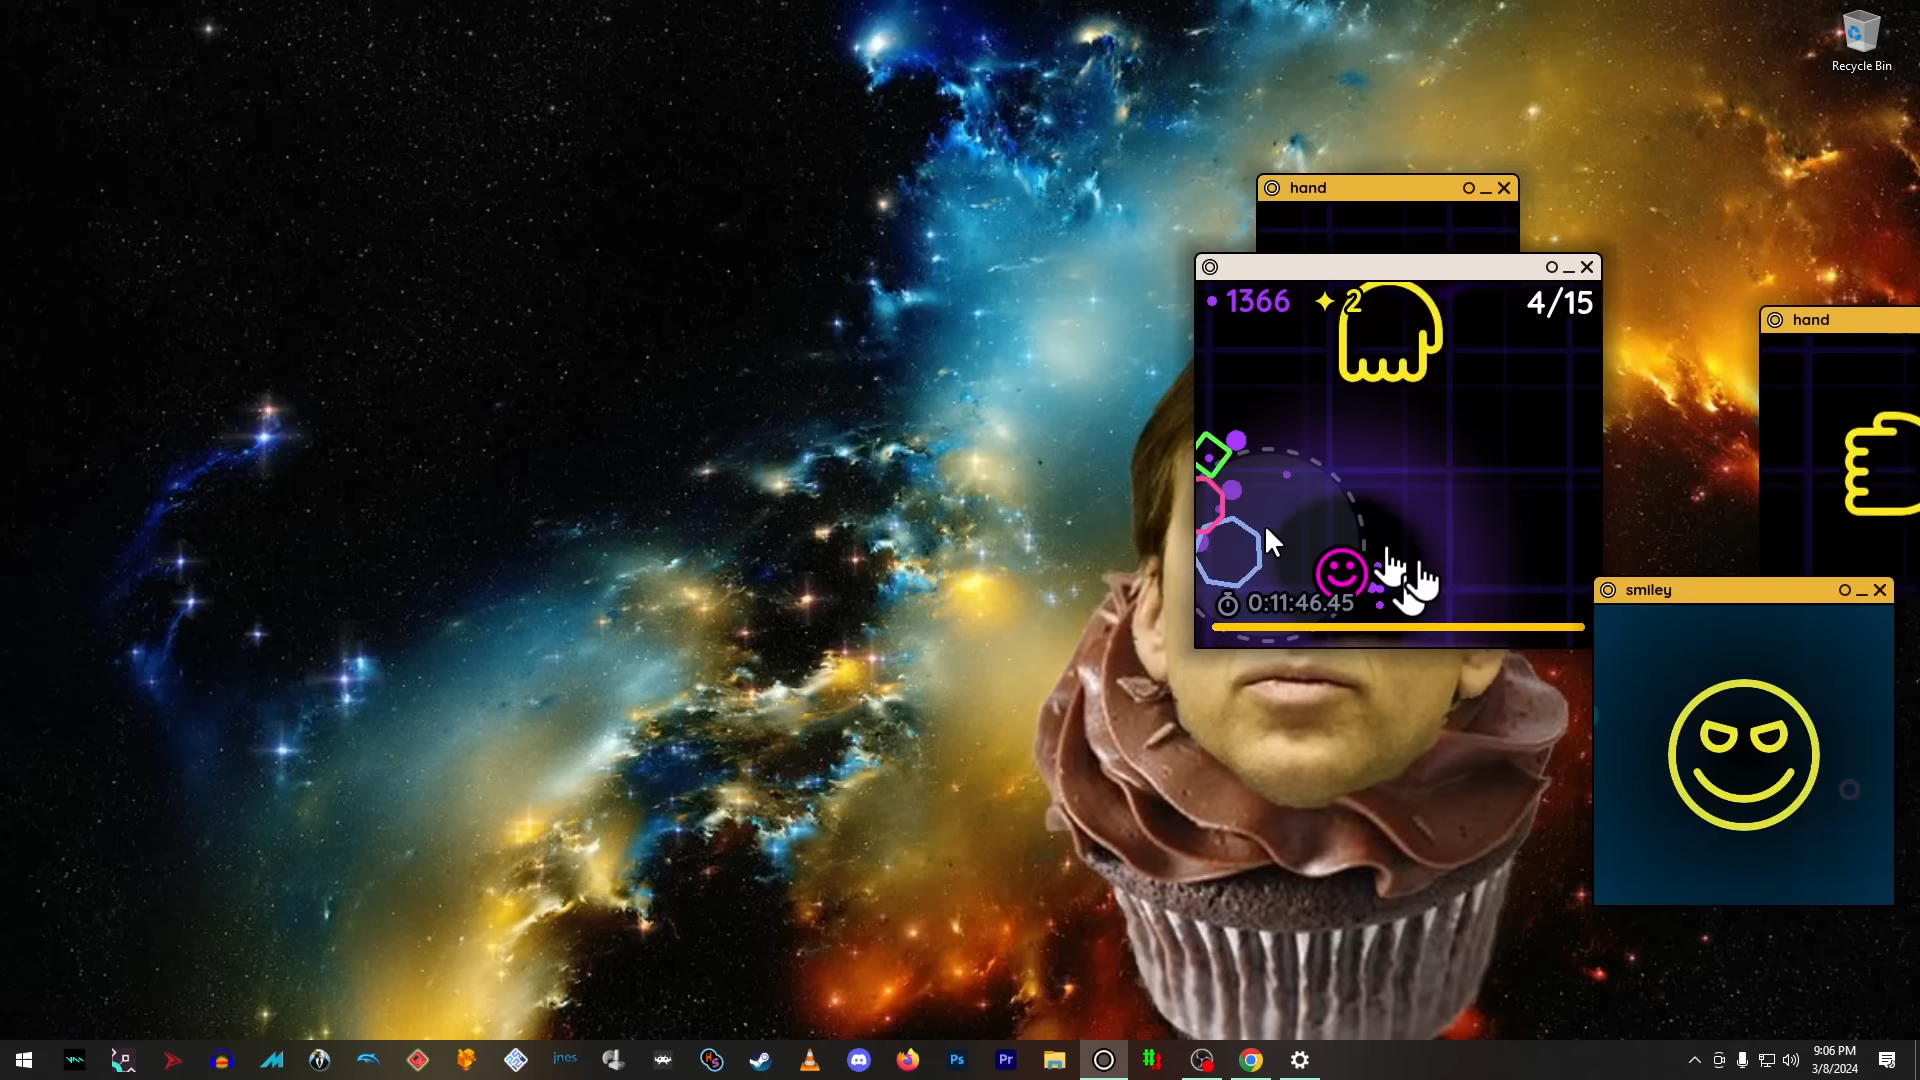 Recycle Bin
hand
1366 2 4/15
hand
smiley
0:11:46.45
jnes
Ps
Pr
9:06 PM
3/8/2024